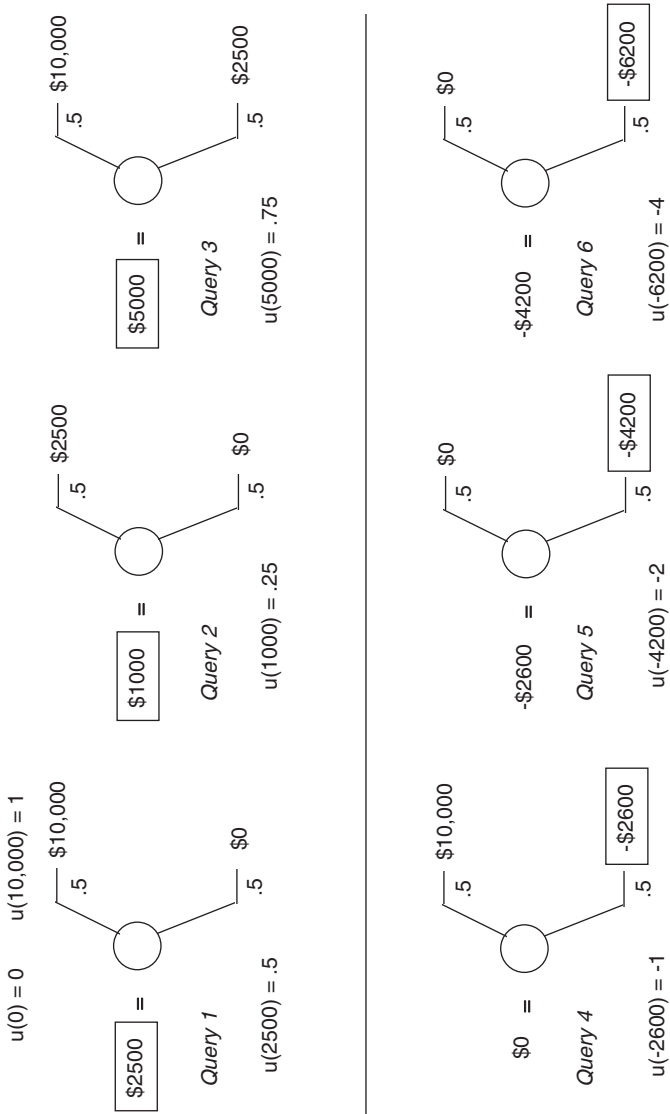 u(0) = 0 u(10,000) = 1
$2500
=
.5
$10,000
.5
$0
Query 1
u(2500) = .5
$1000
=
.5
$2500
.5
$0
Query 2
u(1000) = .25
$5000
=
.5
$10,000
.5
$2500
Query 3
u(5000) = .75
$0
=
.5
$10,000
.5
-$2600
Query 4
u(-2600) = -1
-$2600
=
.5
$0
.5
-$4200
Query 5
u(-4200) = -2
-$4200
=
.5
$0
.5
-$6200
Query 6
u(-6200) = -4